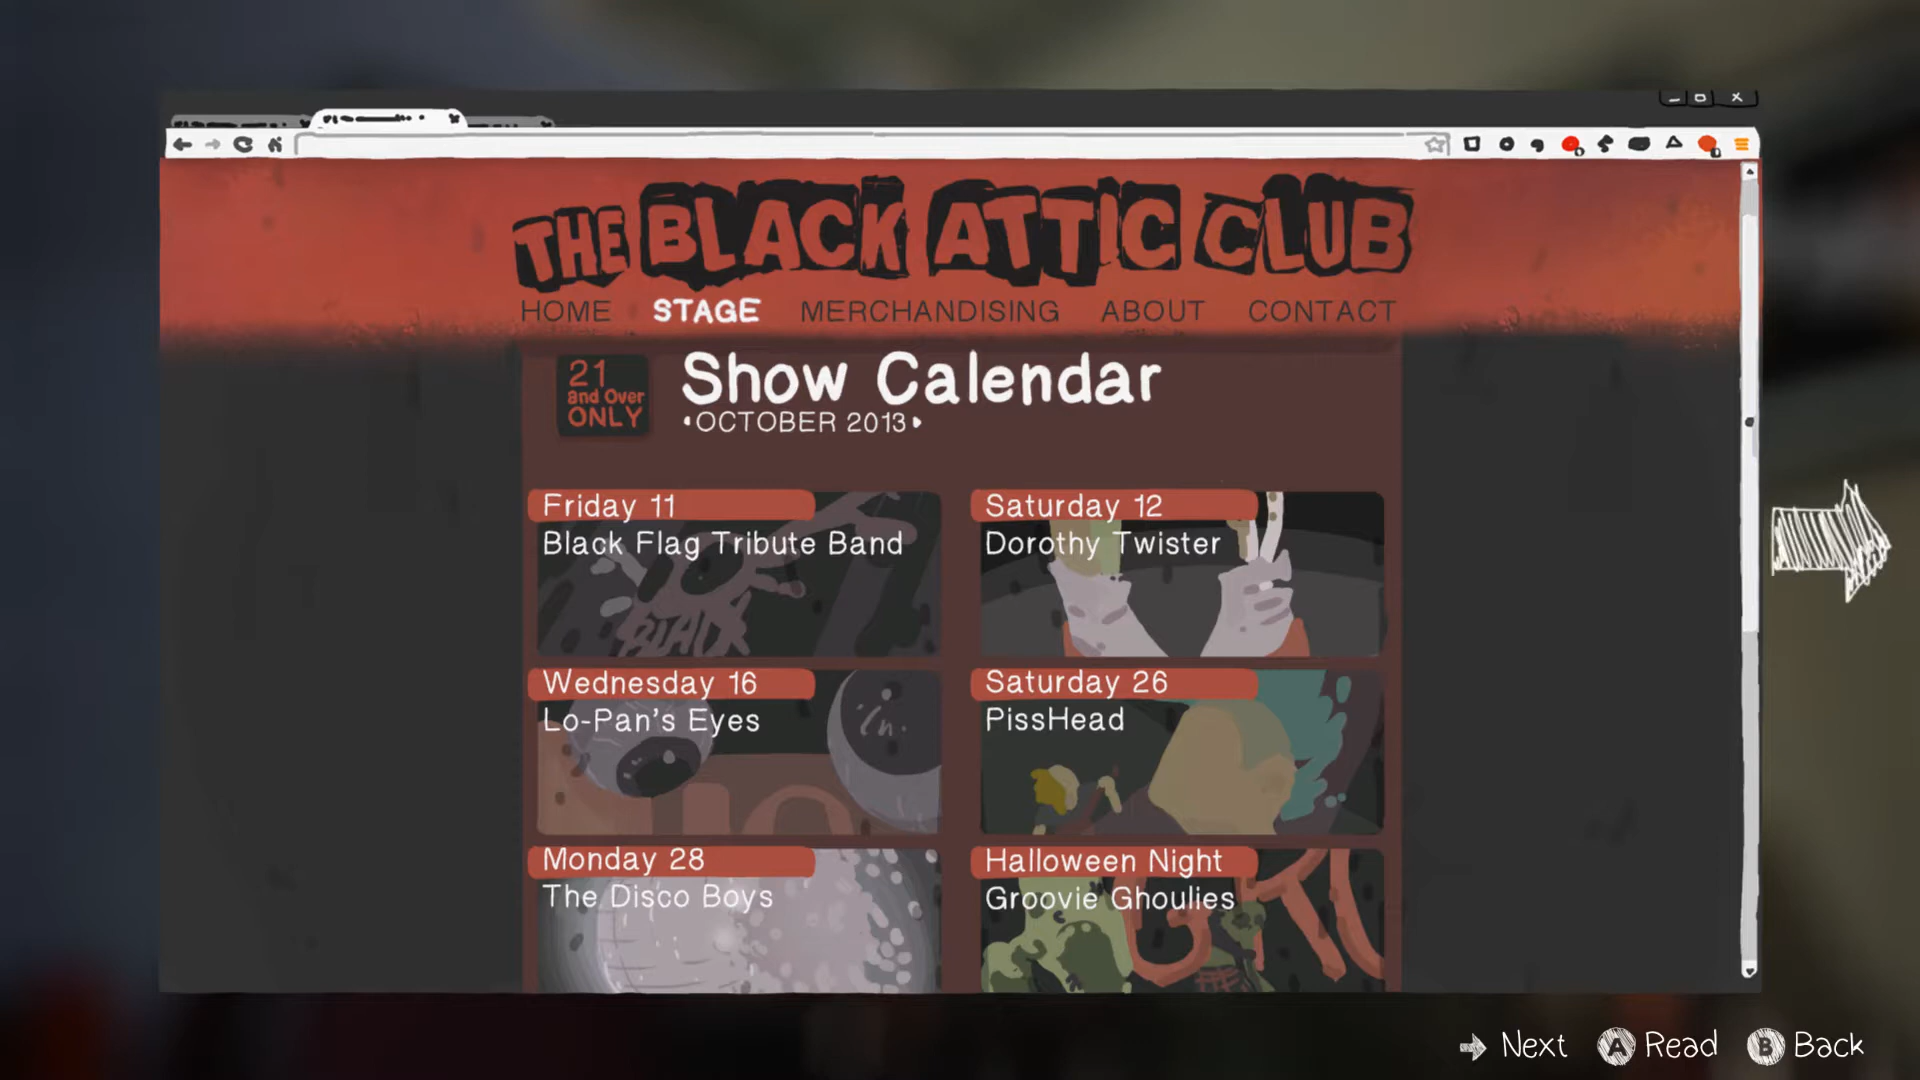 THE BLACK ATTIC CLUB
HOME STAGE MERCHANDISING ABOUT CONTACT
21
and Over
ONLY
Show Calendar
OCTOBER 2013
Friday 11
Black Flag Tribute Band
BLACK
Saturday 12
Dorothy Twister
Wednesday 16
Lo-Pan's Eyes
Saturday 26
PissHead
Monday 28
The Disco Boys
Halloween Night
Groovie Ghoulies
Next A Read B Back